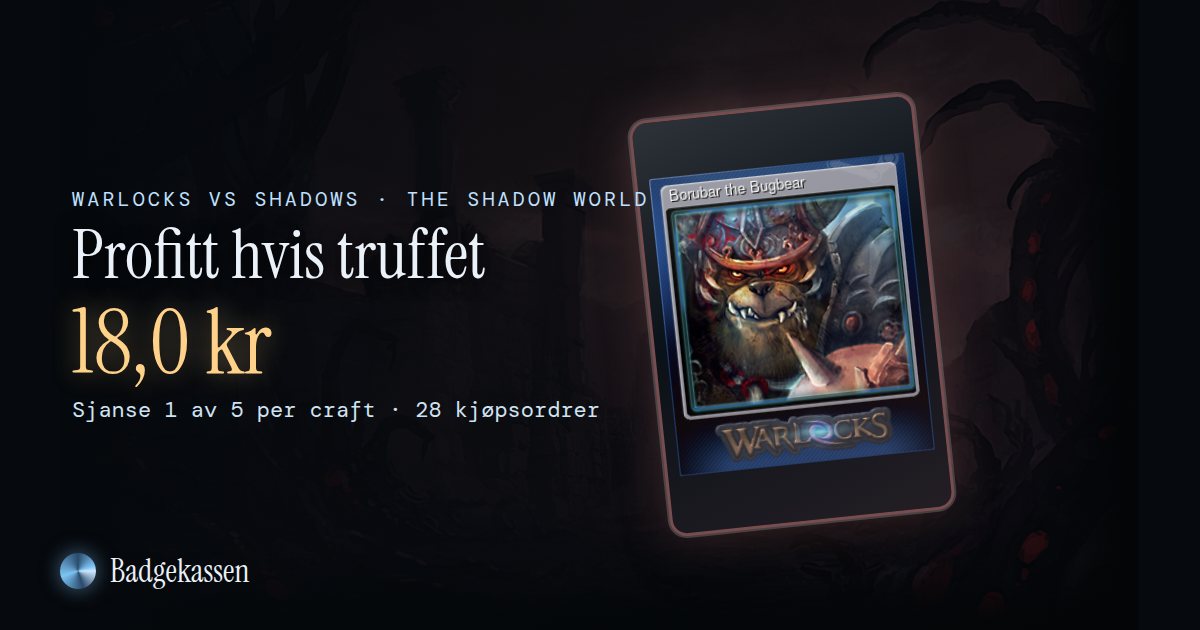 WARLOCKS VS SHADOWS · THE SHADOW WORLD
Profitt hvis truffet
18,0 kr
Sjanse 1 av 5 per craft · 28 kjøpsordrer
Borubar the Bugbear
WARLOCKS
Badgekassen